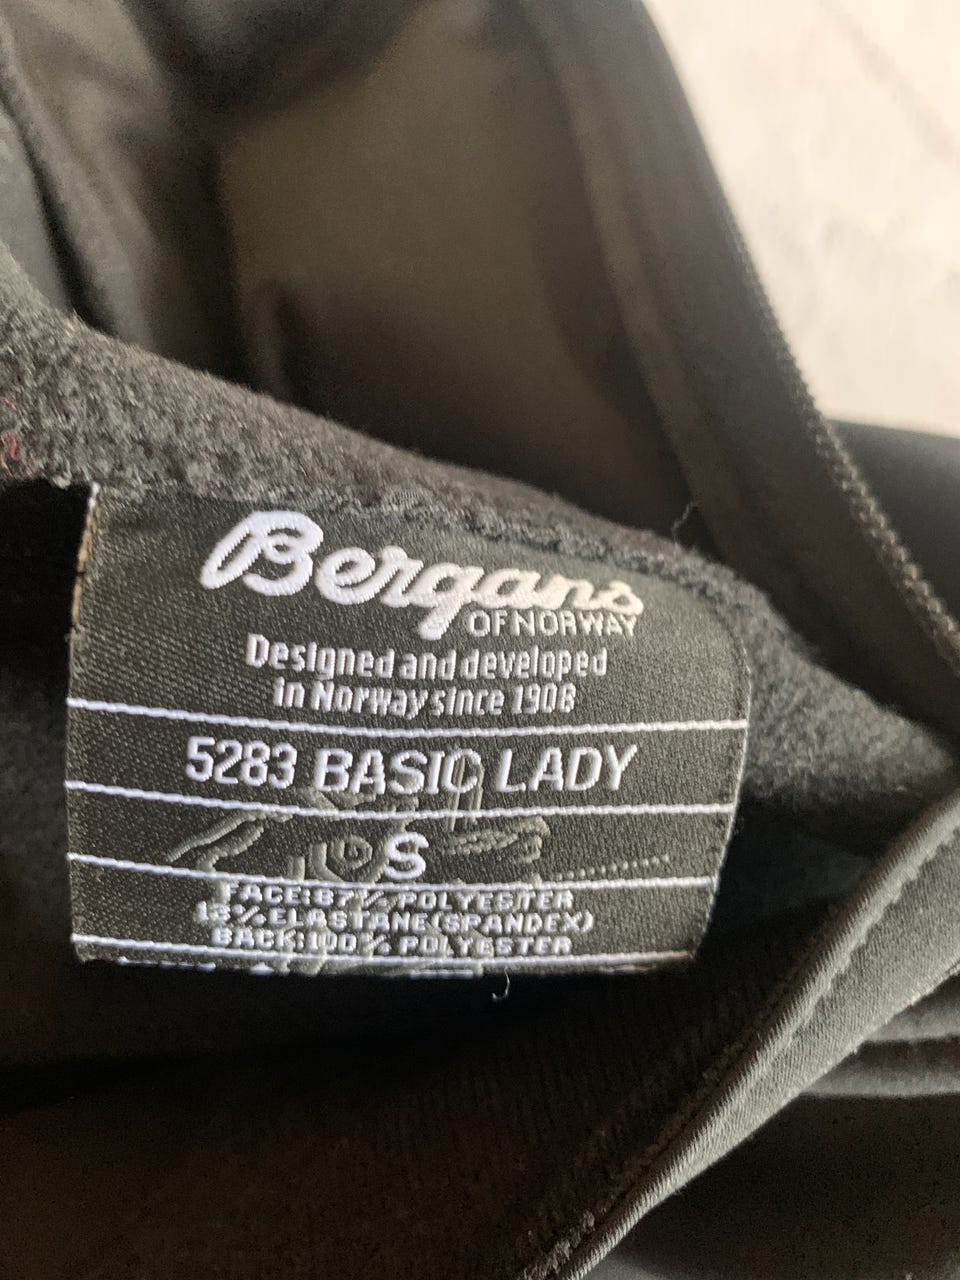 Bergans
OF NORWAY
Designed and developed
in Norway since 1908
5283 BASIC LADY
S
FACE:87% POLYESTER
13% ELASTANE(SPANDEX)
BACK:100% POLYESTER